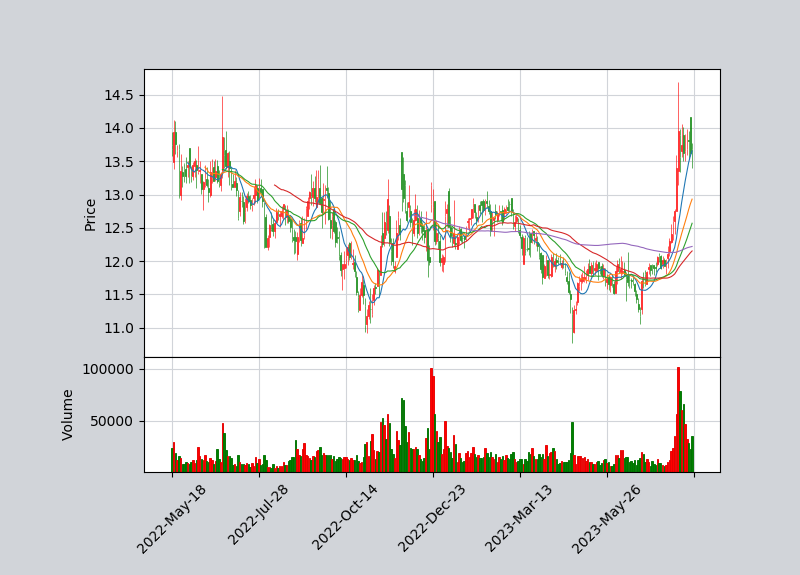 14.5
14.0
13.5
13.0
12.5
12.0
11.5
11.0
Price
100000
50000
Volume
2022-May-18
2022-Jul-28
2022-Oct-14
2022-Dec-23
2023-Mar-13
2023-May-26